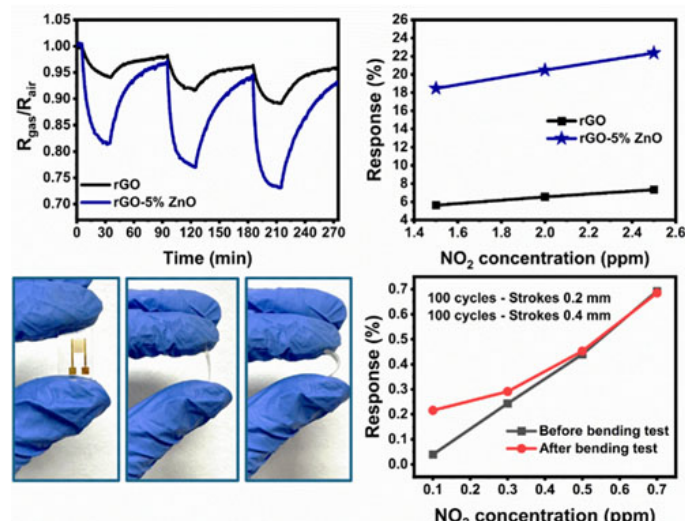 1.05
1.00
0.95
0.90
0.85
0.80
0.75
0.70
Rgas/Rair
rGO
rGO-5% ZnO
0 30 60 90 120 150 180 210 240 270
Time (min)
26
24
22
20
18
16
14
12
10
8
6
4
Response (%)
rGO
rGO-5% ZnO
1.4 1.6 1.8 2.0 2.2 2.4 2.6
NO2 concentration (ppm)
0.7
0.6
0.5
0.4
0.3
0.2
0.1
0.0
Response (%)
100 cycles - Strokes 0.2 mm
100 cycles - Strokes 0.4 mm
Before bending test
After bending test
0.1 0.3 0.5 0.7
NO2 concentration (ppm)